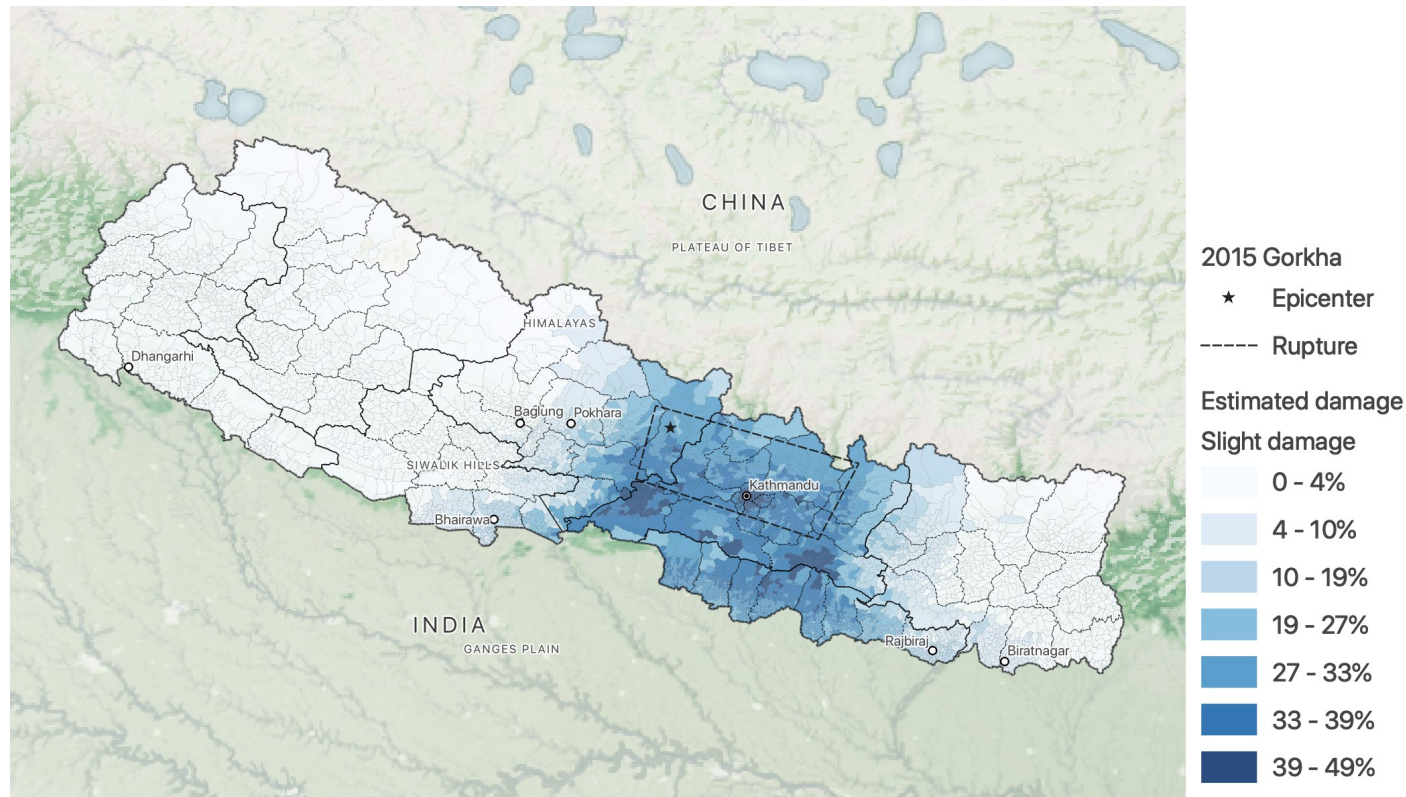 CHINA
PLATEAU OF TIBET
HIMALAYAS
Dhangarhi
Baglung
Pokhara
SIWALIK HILLS
Kathmandu
Bhairawa
INDIA
GANGES PLAIN
Rajbiraj
Biratnagar
2015 Gorkha
Epicenter
Rupture
Estimated damage
Slight damage
0 - 4%
4 - 10%
10 - 19%
19 - 27%
27 - 33%
33 - 39%
39 - 49%